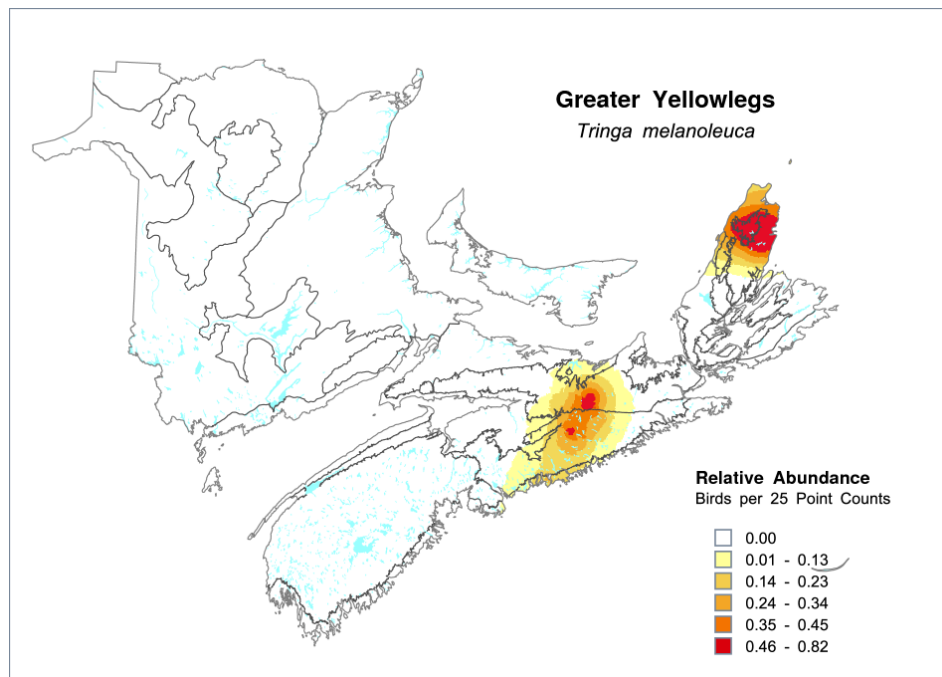 Greater Yellowlegs
Tringa melanoleuca
Relative Abundance
Birds per 25 Point Counts
0.00
0.01 - 0.13
0.14 - 0.23
0.24 - 0.34
0.35 - 0.45
0.46 - 0.82